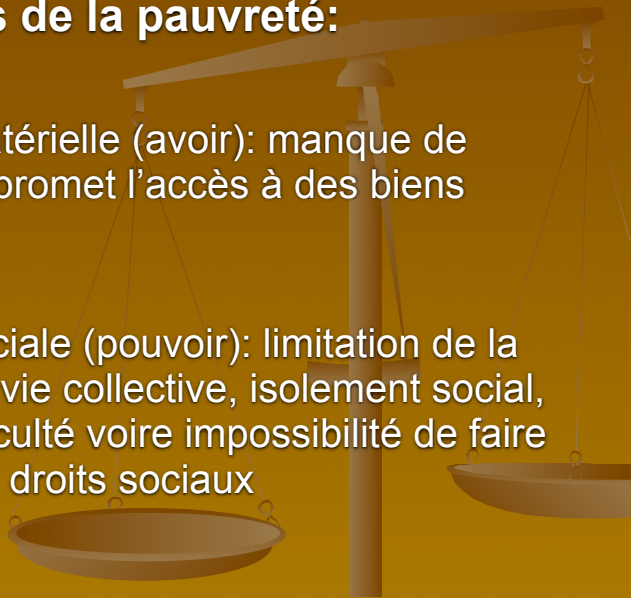 s de la pauvreté:
térielle (avoir): manque de
promet l’accès à des biens
ciale (pouvoir): limitation de la
vie collective, isolement social,
culté voire impossibilité de faire
droits sociaux